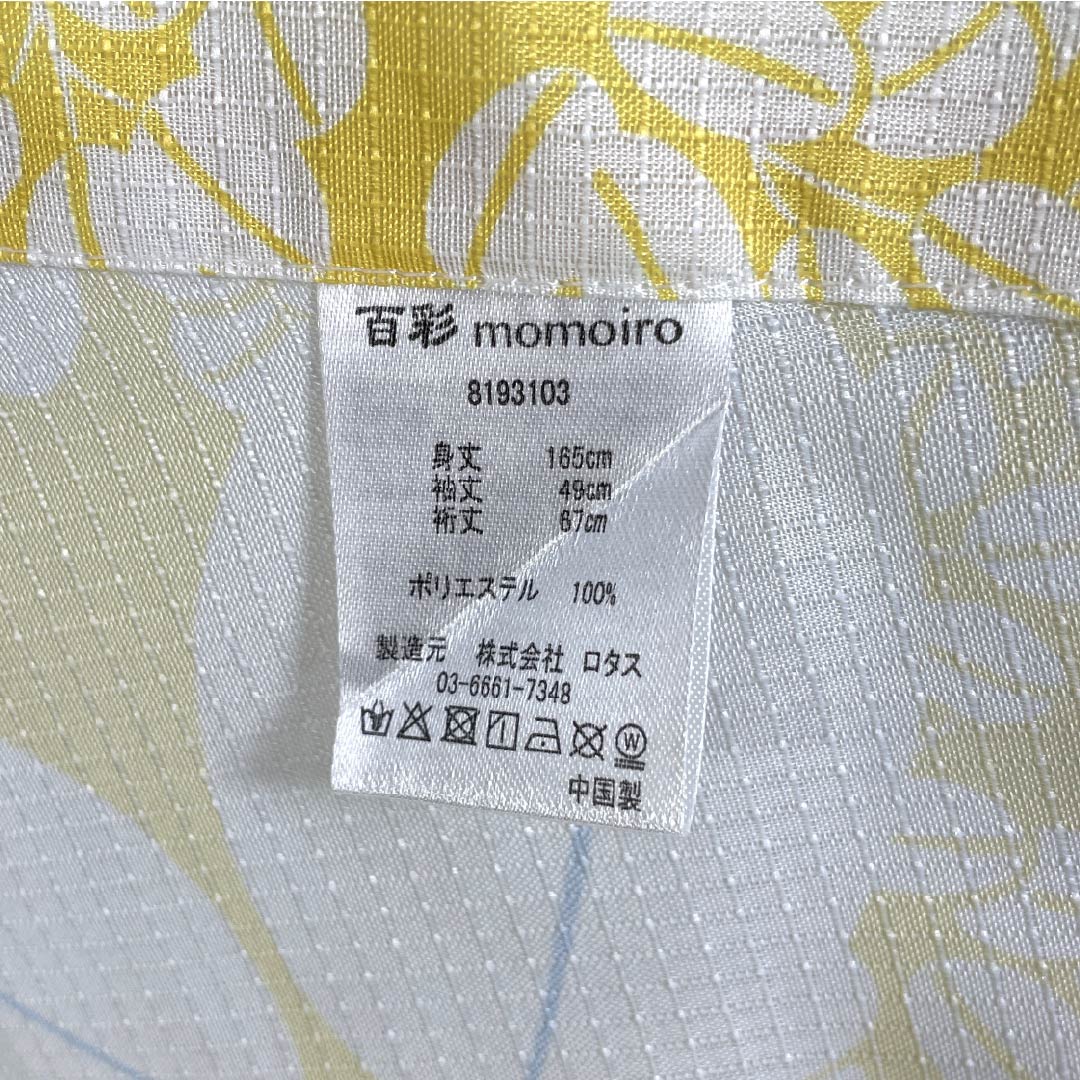 百彩 momoiro
8193103
身丈 165cm
袖丈 49cm
裄丈 67cm
ポリエステル 100%
製造元 株式会社 ロタス
03-6661-7348
W
中国製